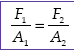 F₁/A₁ = F₂/A₂